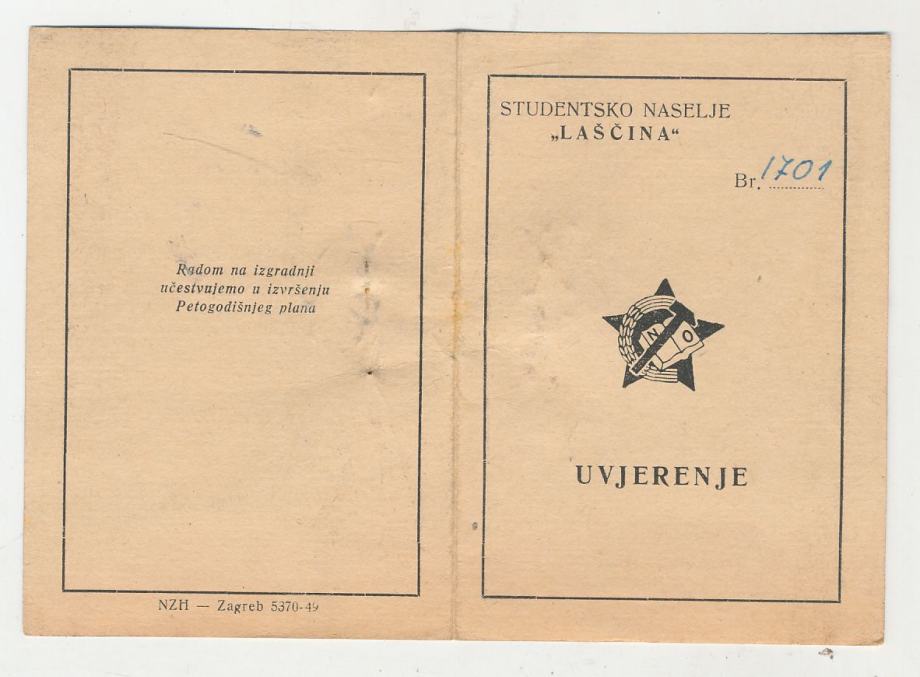 Radom na izgradnji
učestvujemo u izvršenju
Petogodišnjeg plana
NZH — Zagreb 5370-49
STUDENTSKO NASELJE
„LAŠČINA“
Br. 1701
N O
UVJERENJE